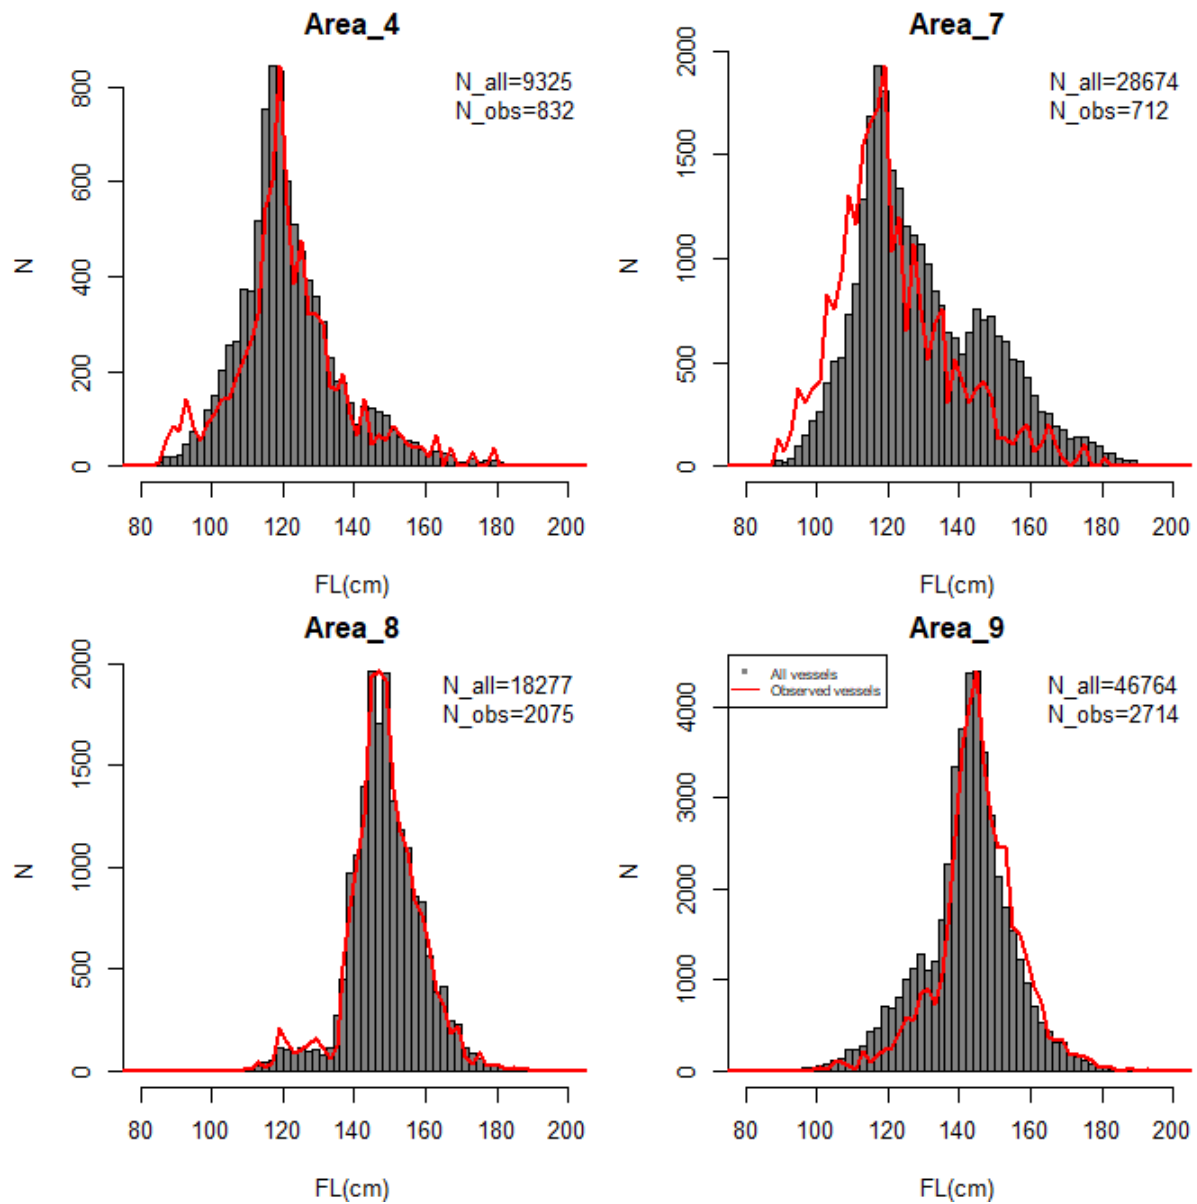 Area_4
N_all=9325
N_obs=832
N
0
200
400
600
800
80 100 120 140 160 180 200
FL(cm)
Area_7
N_all=28674
N_obs=712
N
0
500
1000
1500
2000
80 100 120 140 160 180 200
FL(cm)
Area_8
N_all=18277
N_obs=2075
N
0
500
1000
1500
2000
80 100 120 140 160 180 200
FL(cm)
Area_9
All vessels
Observed vessels
N_all=46764
N_obs=2714
N
0
1000
2000
3000
4000
80 100 120 140 160 180 200
FL(cm)